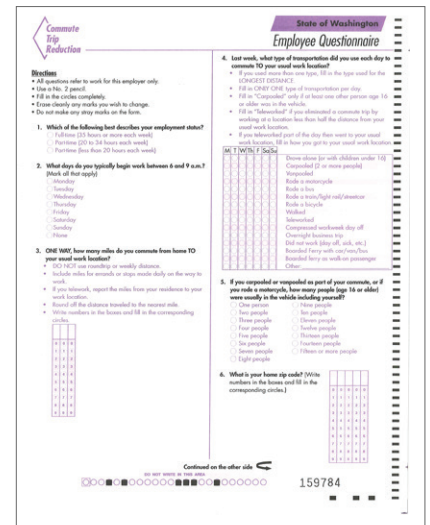 Commute
Trip
Reduction
State of Washington
Employee Questionnaire
Directions
• All questions refer to work for this employer only.
• Use a No. 2 pencil.
• Fill in the circles completely.
• Erase cleanly any marks you wish to change.
• Do not make any stray marks on the form.
1. Which of the following best describes your employment status?
Full-time (35 hours or more each week)
Part-time (20 to 34 hours each week)
Part-time (less than 20 hours each week)
2. What days do you typically begin work between 6 and 9 a.m.?
(Mark all that apply)
Monday
Tuesday
Wednesday
Thursday
Friday
Saturday
Sunday
None
3. ONE WAY, how many miles do you commute from home TO
your usual work location?
• DO NOT use roundtrip or weekly distance.
• Include miles for errands or stops made daily on the way to
work.
• If you telework, report the miles from your residence to your
work location.
• Round off the distance traveled to the nearest mile.
• Write numbers in the boxes and fill in the corresponding
circles.
4. Last week, what type of transportation did you use each day to
commute TO your usual work location?
• If you used more than one type, fill in the type used for the
LONGEST DISTANCE.
• Fill in ONLY ONE type of transportation per day.
• Fill in "Carpooled" only if at least one other person age 16
or older was in the vehicle.
• Fill in "Teleworked" if you eliminated a commute trip by
working at a location less than half the distance from your
usual work location.
• If you teleworked part of the day then went to your usual
work location, fill in how you got to your usual work location.
M T W Th F Sa Su
Drove alone (or with children under 16)
Carpooled (2 or more people)
Vanpooled
Rode a motorcycle
Rode a bus
Rode a train/light rail/streetcar
Rode a bicycle
Walked
Teleworked
Compressed workweek day off
Overnight business trip
Did not work (day off, sick, etc.)
Boarded Ferry with car/van/bus
Boarded ferry as walk-on passenger
Other:
5. If you carpooled or vanpooled as part of your commute, or if
you rode a motorcycle, how many people (age 16 or older)
were usually in the vehicle including yourself?
One person
Two people
Three people
Four people
Five people
Six people
Seven people
Eight people
Nine people
Ten people
Eleven people
Twelve people
Thirteen people
Fourteen people
Fifteen or more people
6. What is your home zip code? (Write
numbers in the boxes and fill in the
corresponding circles.)
Continued on the other side
DO NOT WRITE IN THIS AREA
159784